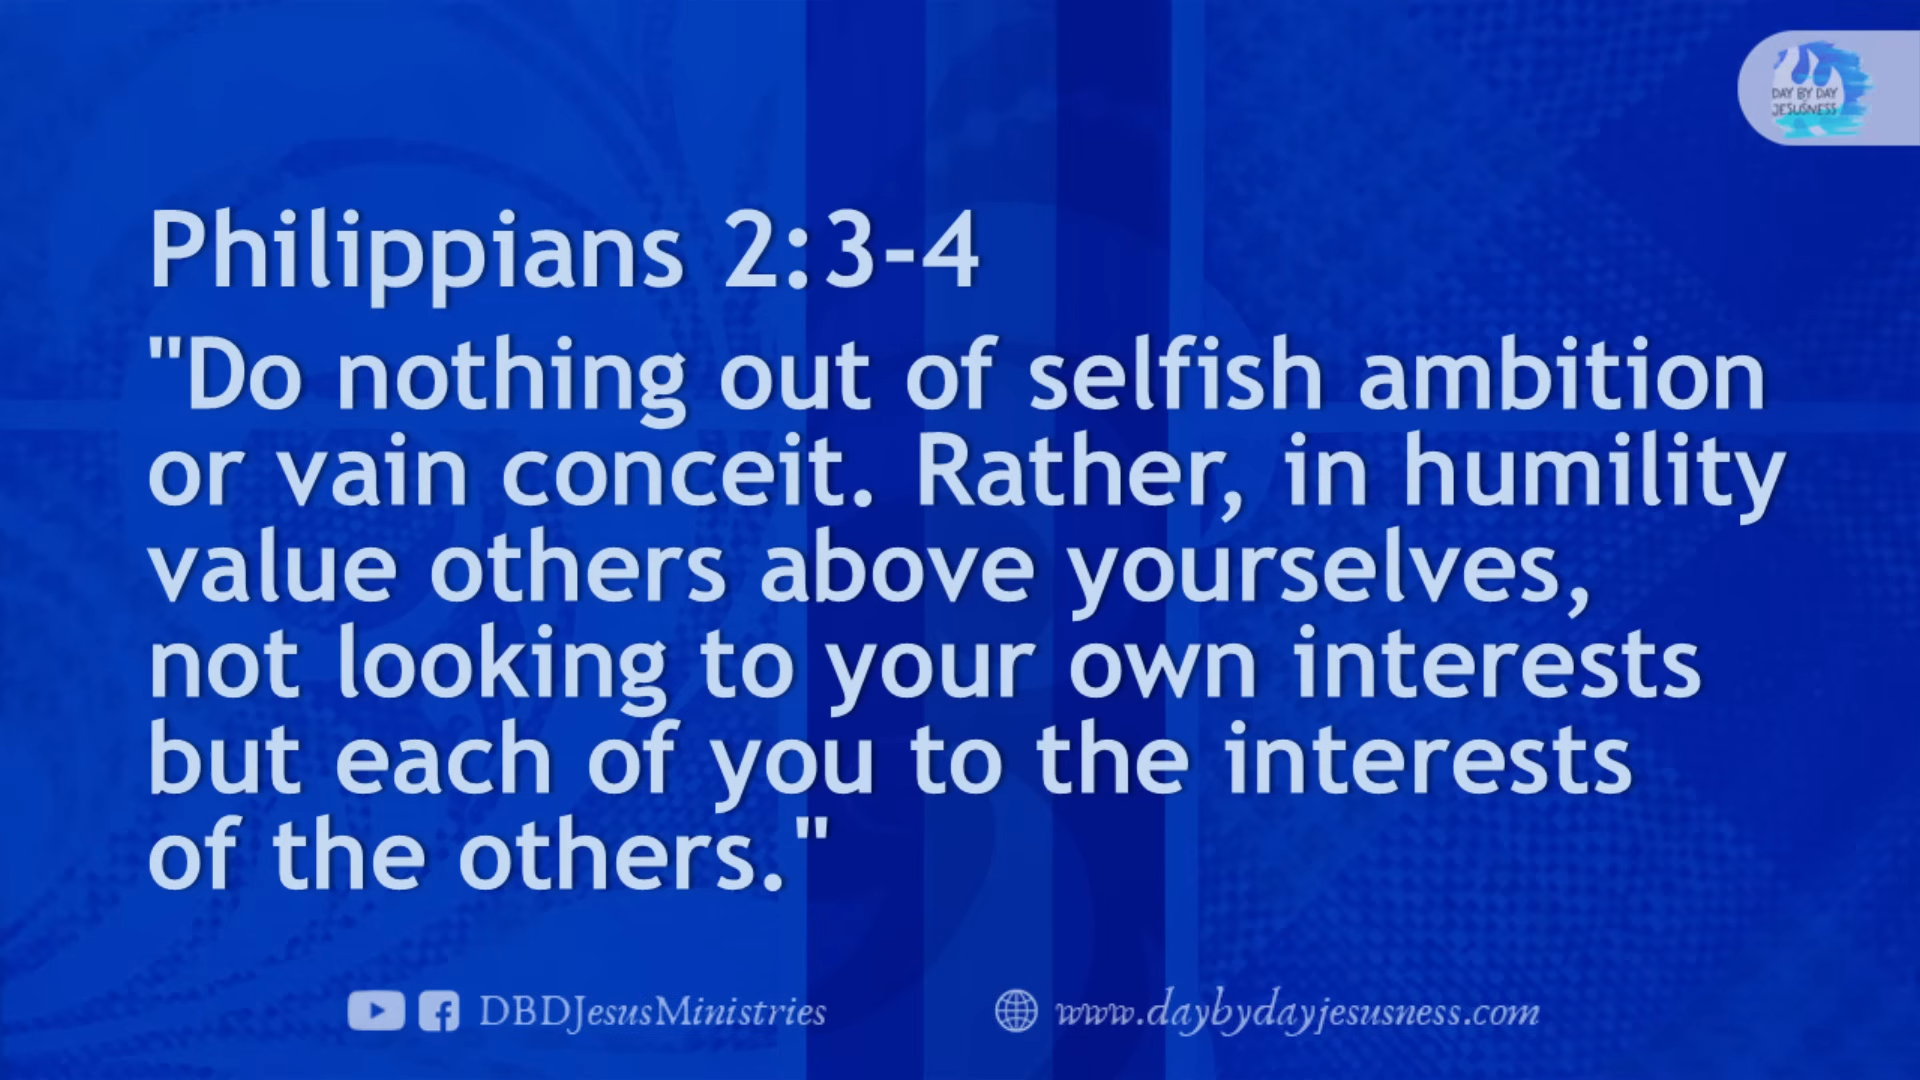 DAY BY DAY
JESUSNESS
Philippians 2:3-4
"Do nothing out of selfish ambition
or vain conceit. Rather, in humility
value others above yourselves,
not looking to your own interests
but each of you to the interests
of the others."
DBDJesusMinistries
www.daybydayjesusness.com